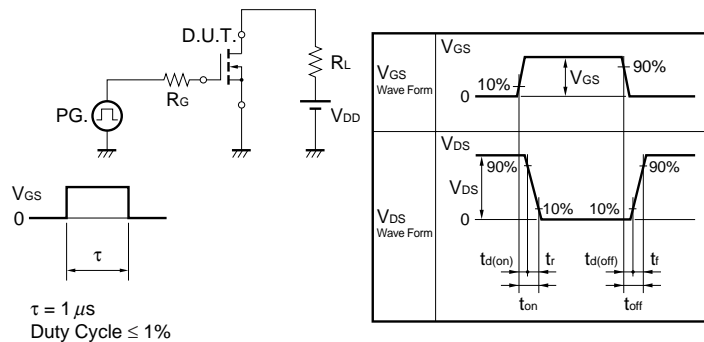 D.U.T.
RL
RG
PG.
VDD
VGS
0
τ
τ = 1 μs
Duty Cycle ≤ 1%
VGS
Wave Form
VGS
10%
VGS
90%
0
VDS
Wave Form
VDS
VDS
90%
90%
10%
10%
0
td(on)
tr
td(off)
tf
ton
toff